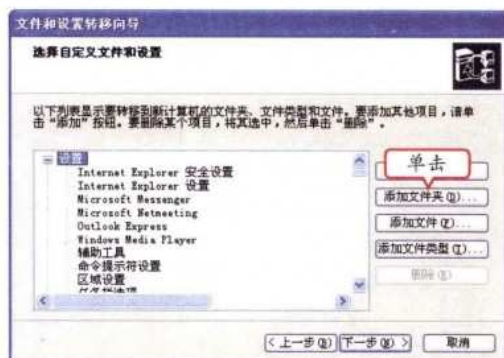 文件和设置转移向导
选择自定义文件和设置
以下列表显示要转移到新计算机的文件夹、文件类型和文件。要添加其他项目，请单
击“添加”按钮。要删除某个项目，将其选中，然后单击“删除”。
设置
Internet Explorer 安全设置
Internet Explorer 设置
Microsoft Messenger
Microsoft Netmeeting
Outlook Express
Windows Media Player
辅助工具
命令提示符设置
区域设置
单击
添加文件夹(D)...
添加文件(F)...
添加文件类型(T)...
删除(R)
< 上一步(B) 下一步(N) > 取消